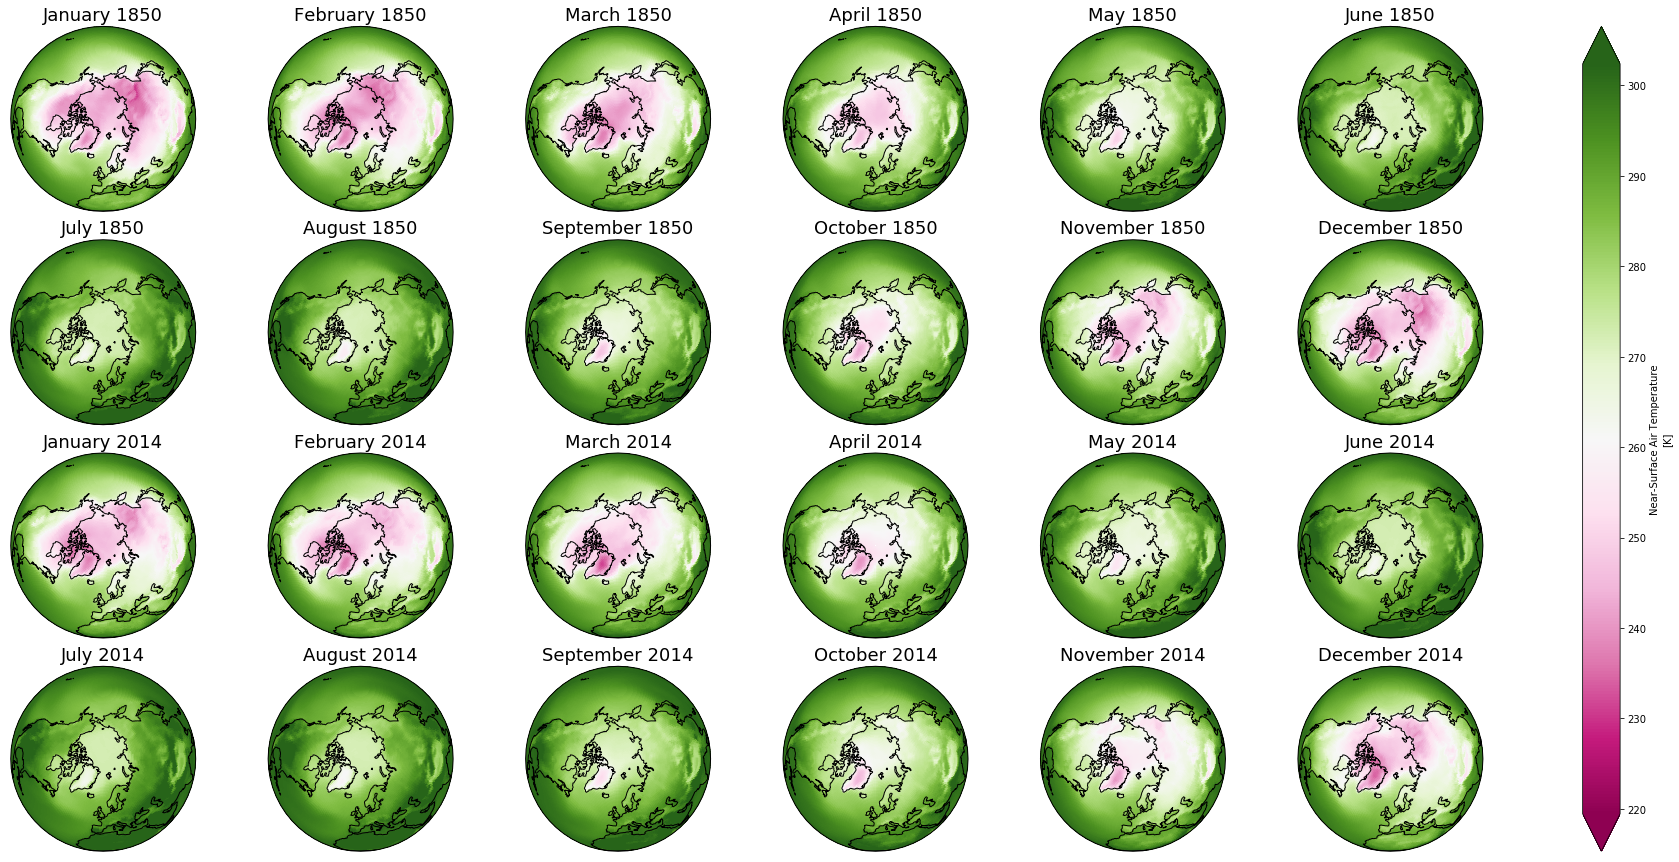 January 1850
February 1850
March 1850
April 1850
May 1850
June 1850
July 1850
August 1850
September 1850
October 1850
November 1850
December 1850
January 2014
February 2014
March 2014
April 2014
May 2014
June 2014
July 2014
August 2014
September 2014
October 2014
November 2014
December 2014
300
290
280
270
260
250
240
230
220
Near-Surface Air Temperature
[K]